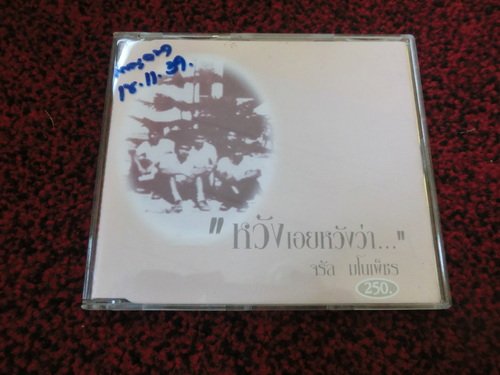 18.11.39.
"หวังเอยหวังว่า..."
จรัล มโนเพ็ชร
250.